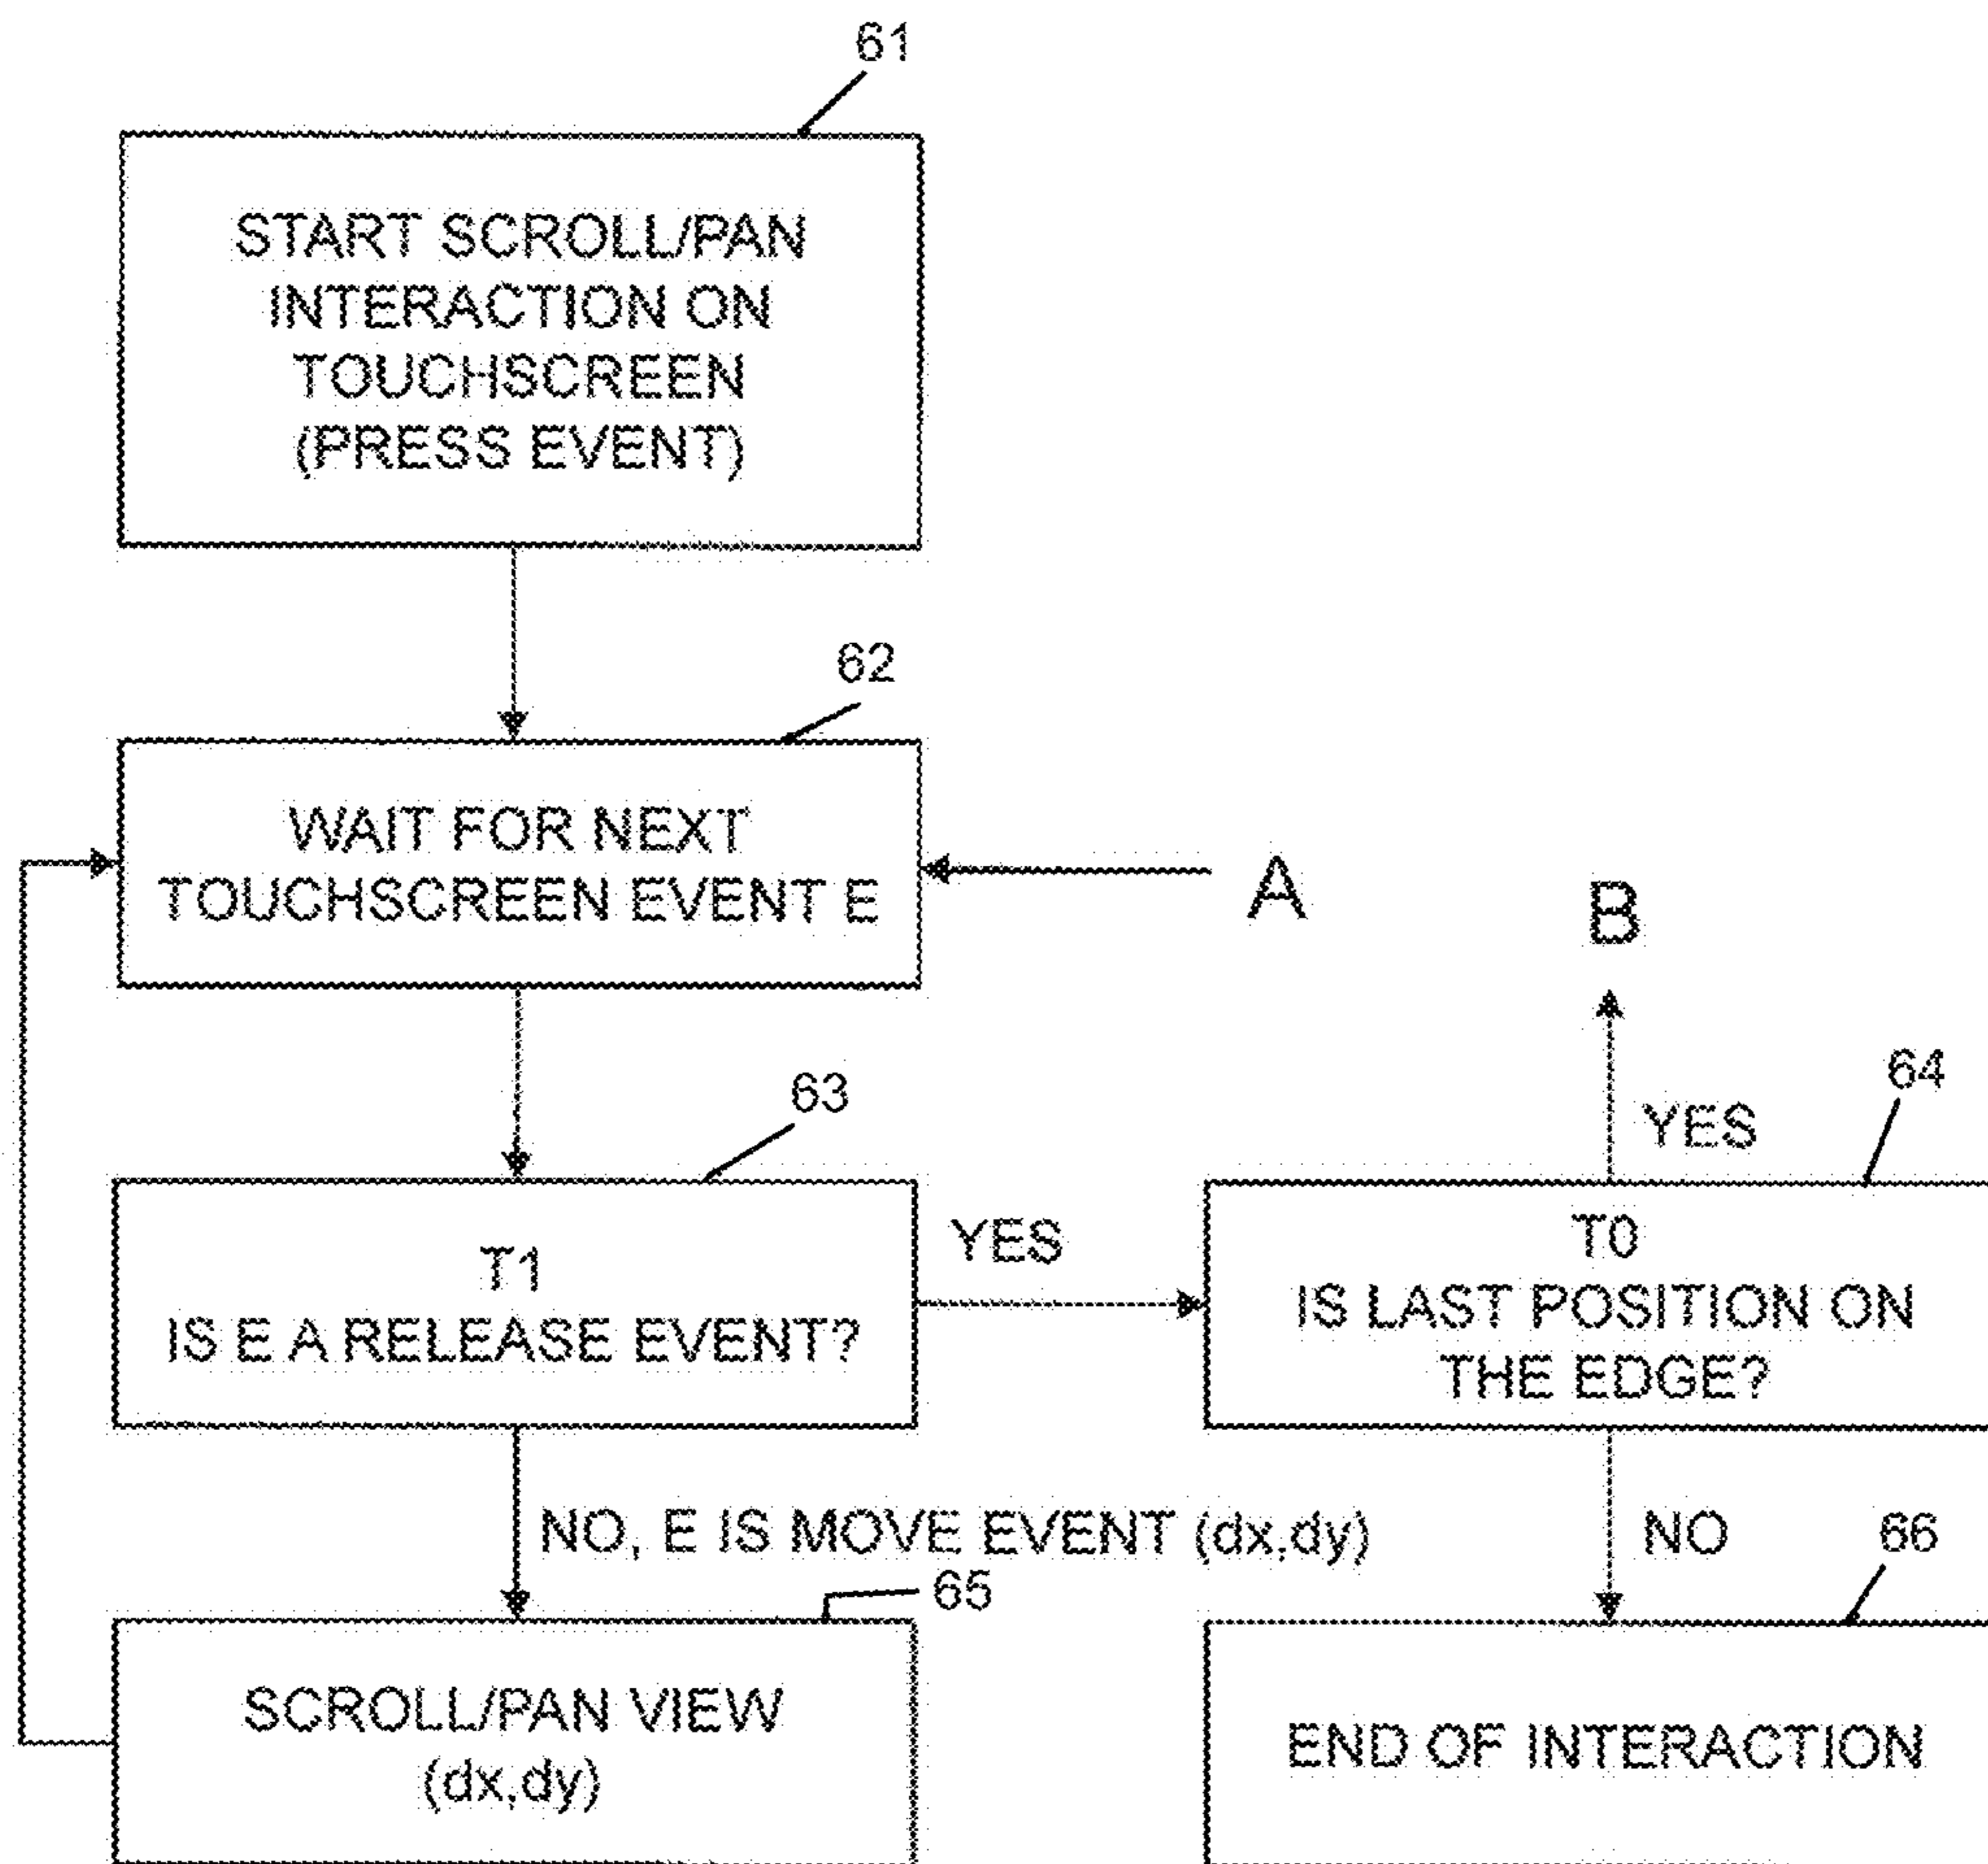 61
START SCROLL/PAN
INTERACTION ON
TOUCHSCREEN
(PRESS EVENT)
62
WAIT FOR NEXT
TOUCHSCREEN EVENT E
A
B
63
64
YES
T1
IS E A RELEASE EVENT?
YES
T0
IS LAST POSITION ON
THE EDGE?
NO, E IS MOVE EVENT (dx,dy)
NO
65
66
SCROLL/PAN VIEW
(dx,dy)
END OF INTERACTION